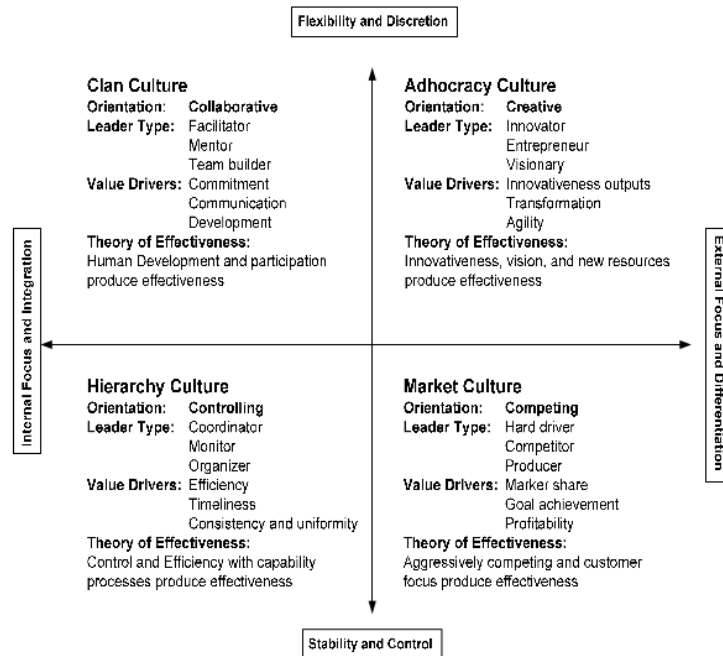 Flexibility and Discretion
Clan Culture
Orientation: Collaborative
Leader Type: Facilitator
Mentor
Team builder
Value Drivers: Commitment
Communication
Development
Theory of Effectiveness:
Human Development and participation
produce effectiveness
Adhocracy Culture
Orientation: Creative
Leader Type: Innovator
Entrepreneur
Visionary
Value Drivers: Innovativeness outputs
Transformation
Agility
Theory of Effectiveness:
Innovativeness, vision, and new resources
produce effectiveness
Internal Focus and Integration
External Focus and Differentiation
Hierarchy Culture
Orientation: Controlling
Leader Type: Coordinator
Monitor
Organizer
Value Drivers: Efficiency
Timeliness
Consistency and uniformity
Theory of Effectiveness:
Control and Efficiency with capability
processes produce effectiveness
Market Culture
Orientation: Competing
Leader Type: Hard driver
Competitor
Producer
Value Drivers: Marker share
Goal achievement
Profitability
Theory of Effectiveness:
Aggressively competing and customer
focus produce effectiveness
Stability and Control